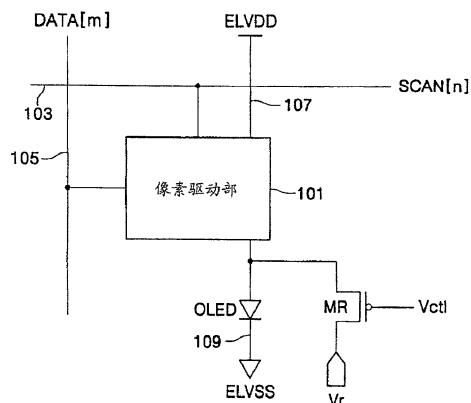 DATA[m]
ELVDD
SCAN[n]
103
107
105
像素驱动部
101
OLED
MR
Vctl
109
ELVSS
Vr